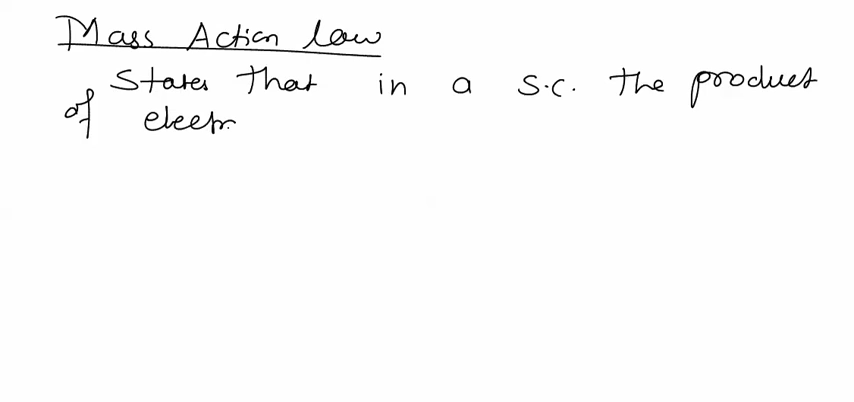 Mass Action law
States that in a s.c. the product
of electr